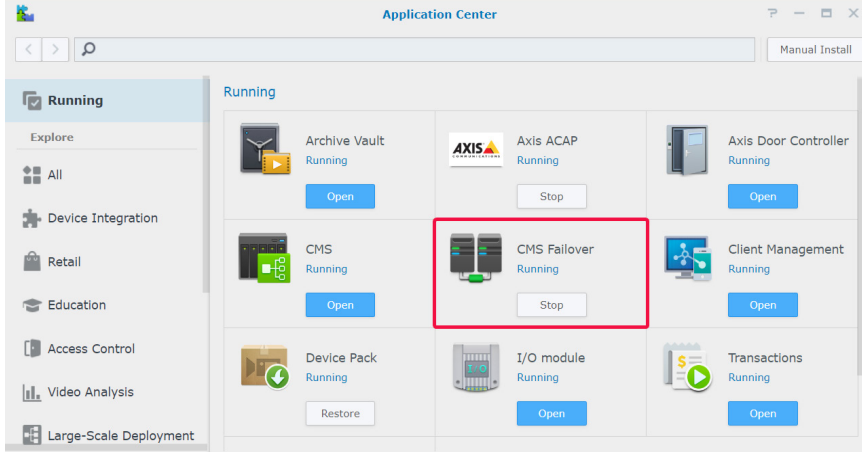 Application Center
Manual Install
Running
Explore
All
Device Integration
Retail
Education
Access Control
Video Analysis
Large-Scale Deployment
Running
Archive Vault
Running
Open
AXIS
COMMUNICATIONS
Axis ACAP
Running
Stop
Axis Door Controller
Running
Open
CMS
Running
Open
CMS Failover
Running
Stop
Client Management
Running
Open
Device Pack
Running
Restore
I/O
I/O module
Running
Open
$
Transactions
Running
Open